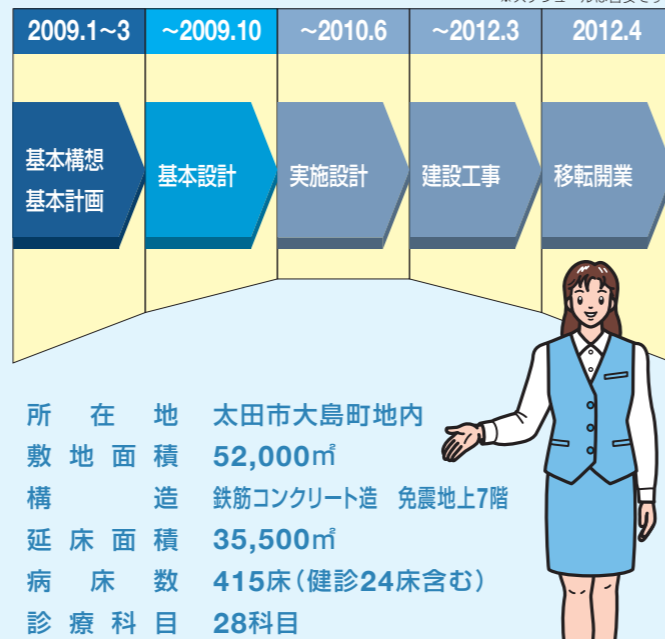 2009.1~3 ~2009.10 ~2010.6 ~2012.3 2012.4
基本構想
基本計画
基本設計
実施設計
建設工事
移転開業
所在地 太田市大島町地内
敷地面積 52,000㎡
構造 鉄筋コンクリート造 免震地上7階
延床面積 35,500㎡
病床数 415床(健診24床含む)
診療科目 28科目